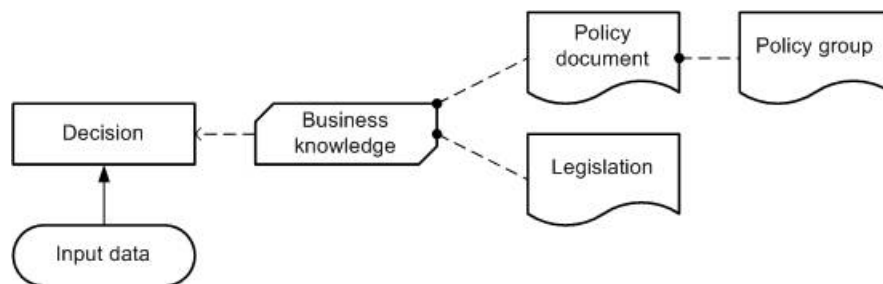 Policy
document
Policy group
Decision
Business
knowledge
Legislation
Input data